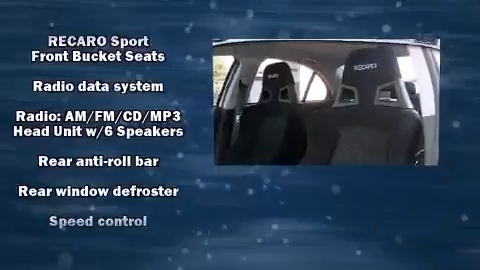 RECARO Sport
Front Bucket Seats
Radio data system
Radio: AM/FM/CD/MP3
Head Unit w/6 Speakers
Rear anti-roll bar
Rear window defroster
Speed control
RECARO
RECARO